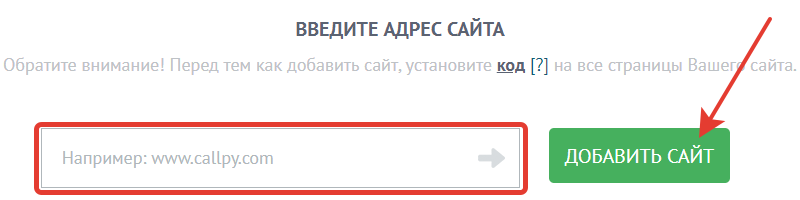 ВВЕДИТЕ АДРЕС САЙТА
Обратите внимание! Перед тем как добавить сайт, установите код [?] на все страницы Вашего сайта.
Например: www.callpy.com
ДОБАВИТЬ САЙТ